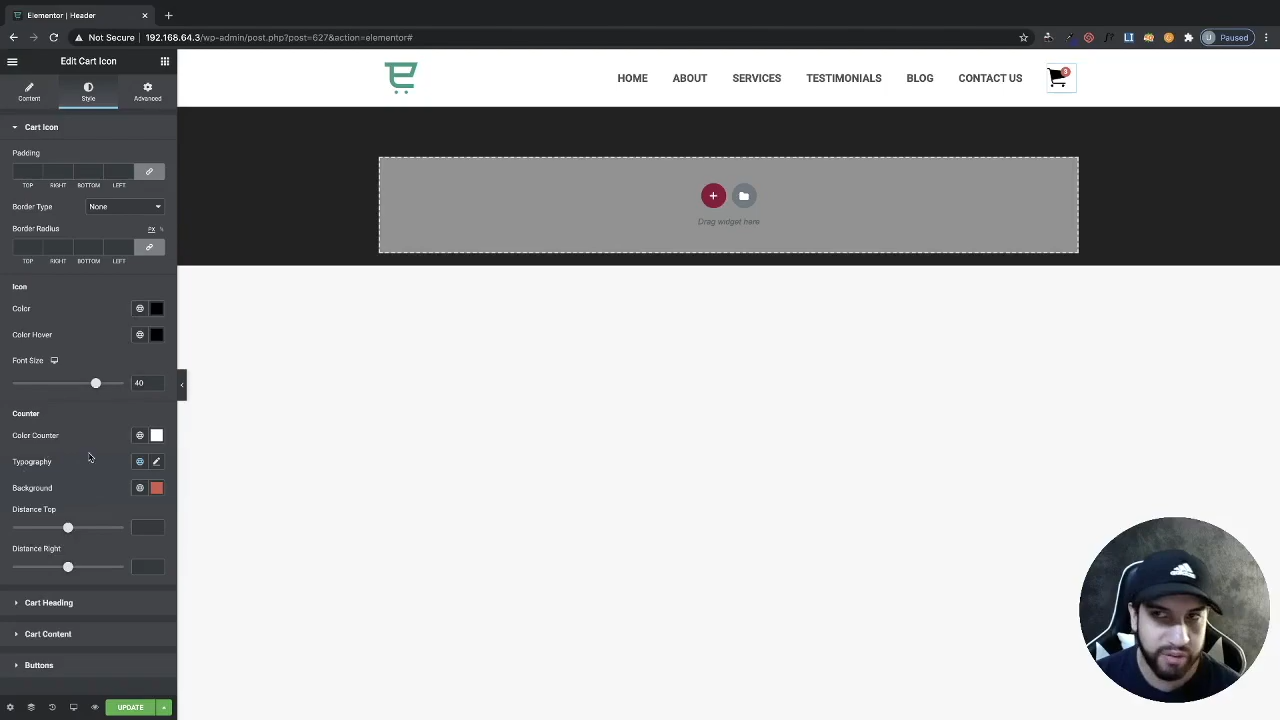 Elementor | Header
Not Secure
192.168.64.3/wp-admin/post.php?post=627&action=elementor#
Paused
Edit Cart Icon
Content
Style
Advanced
Cart Icon
Padding
TOP RIGHT BOTTOM LEFT
Border Type
None
Border Radius
PX %
TOP RIGHT BOTTOM LEFT
Icon
Color
Color Hover
Font Size
40
Counter
Color Counter
Typography
Background
Distance Top
Distance Right
Cart Heading
Cart Content
Buttons
UPDATE
HOME ABOUT SERVICES TESTIMONIALS BLOG CONTACT US
Drag widget here